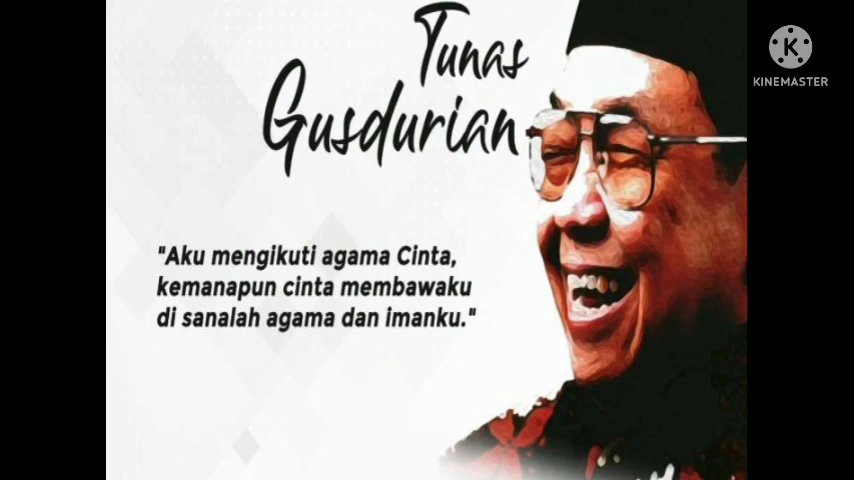 Tunas
Gusdurian
"Aku mengikuti agama Cinta,
kemanapun cinta membawaku
di sanalah agama dan imanku."
KINEMASTER